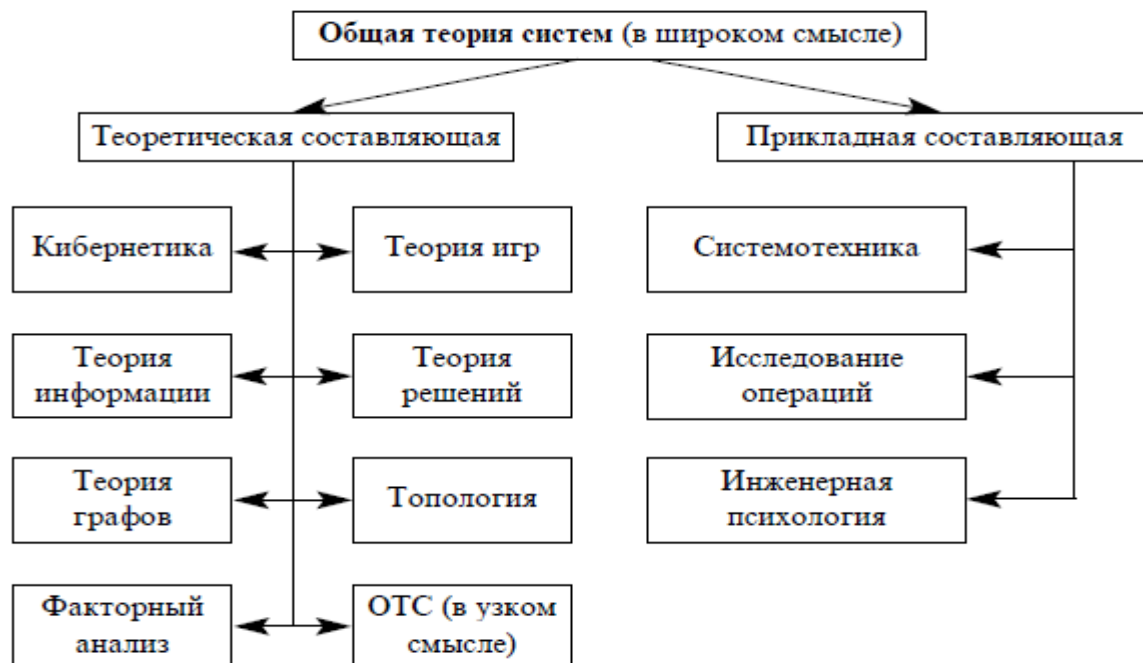 Общая теория систем (в широком смысле)
Теоретическая составляющая
Прикладная составляющая
Кибернетика
Теория игр
Системотехника
Теория
информации
Теория
решений
Исследование
операций
Теория
графов
Топология
Инженерная
психология
Факторный
анализ
ОТС (в узком
смысле)